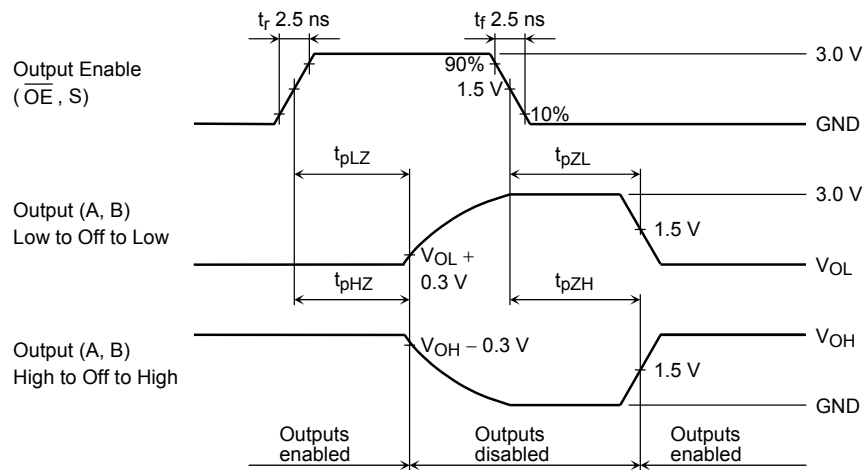 tr 2.5 ns
tf 2.5 ns
Output Enable
( OE , S)
90%
1.5 V
10%
3.0 V
GND
tpLZ
tpZL
Output (A, B)
Low to Off to Low
VOL +
0.3 V
3.0 V
1.5 V
VOL
tpHZ
tpZH
Output (A, B)
High to Off to High
VOH − 0.3 V
VOH
1.5 V
GND
Outputs
enabled
Outputs
disabled
Outputs
enabled